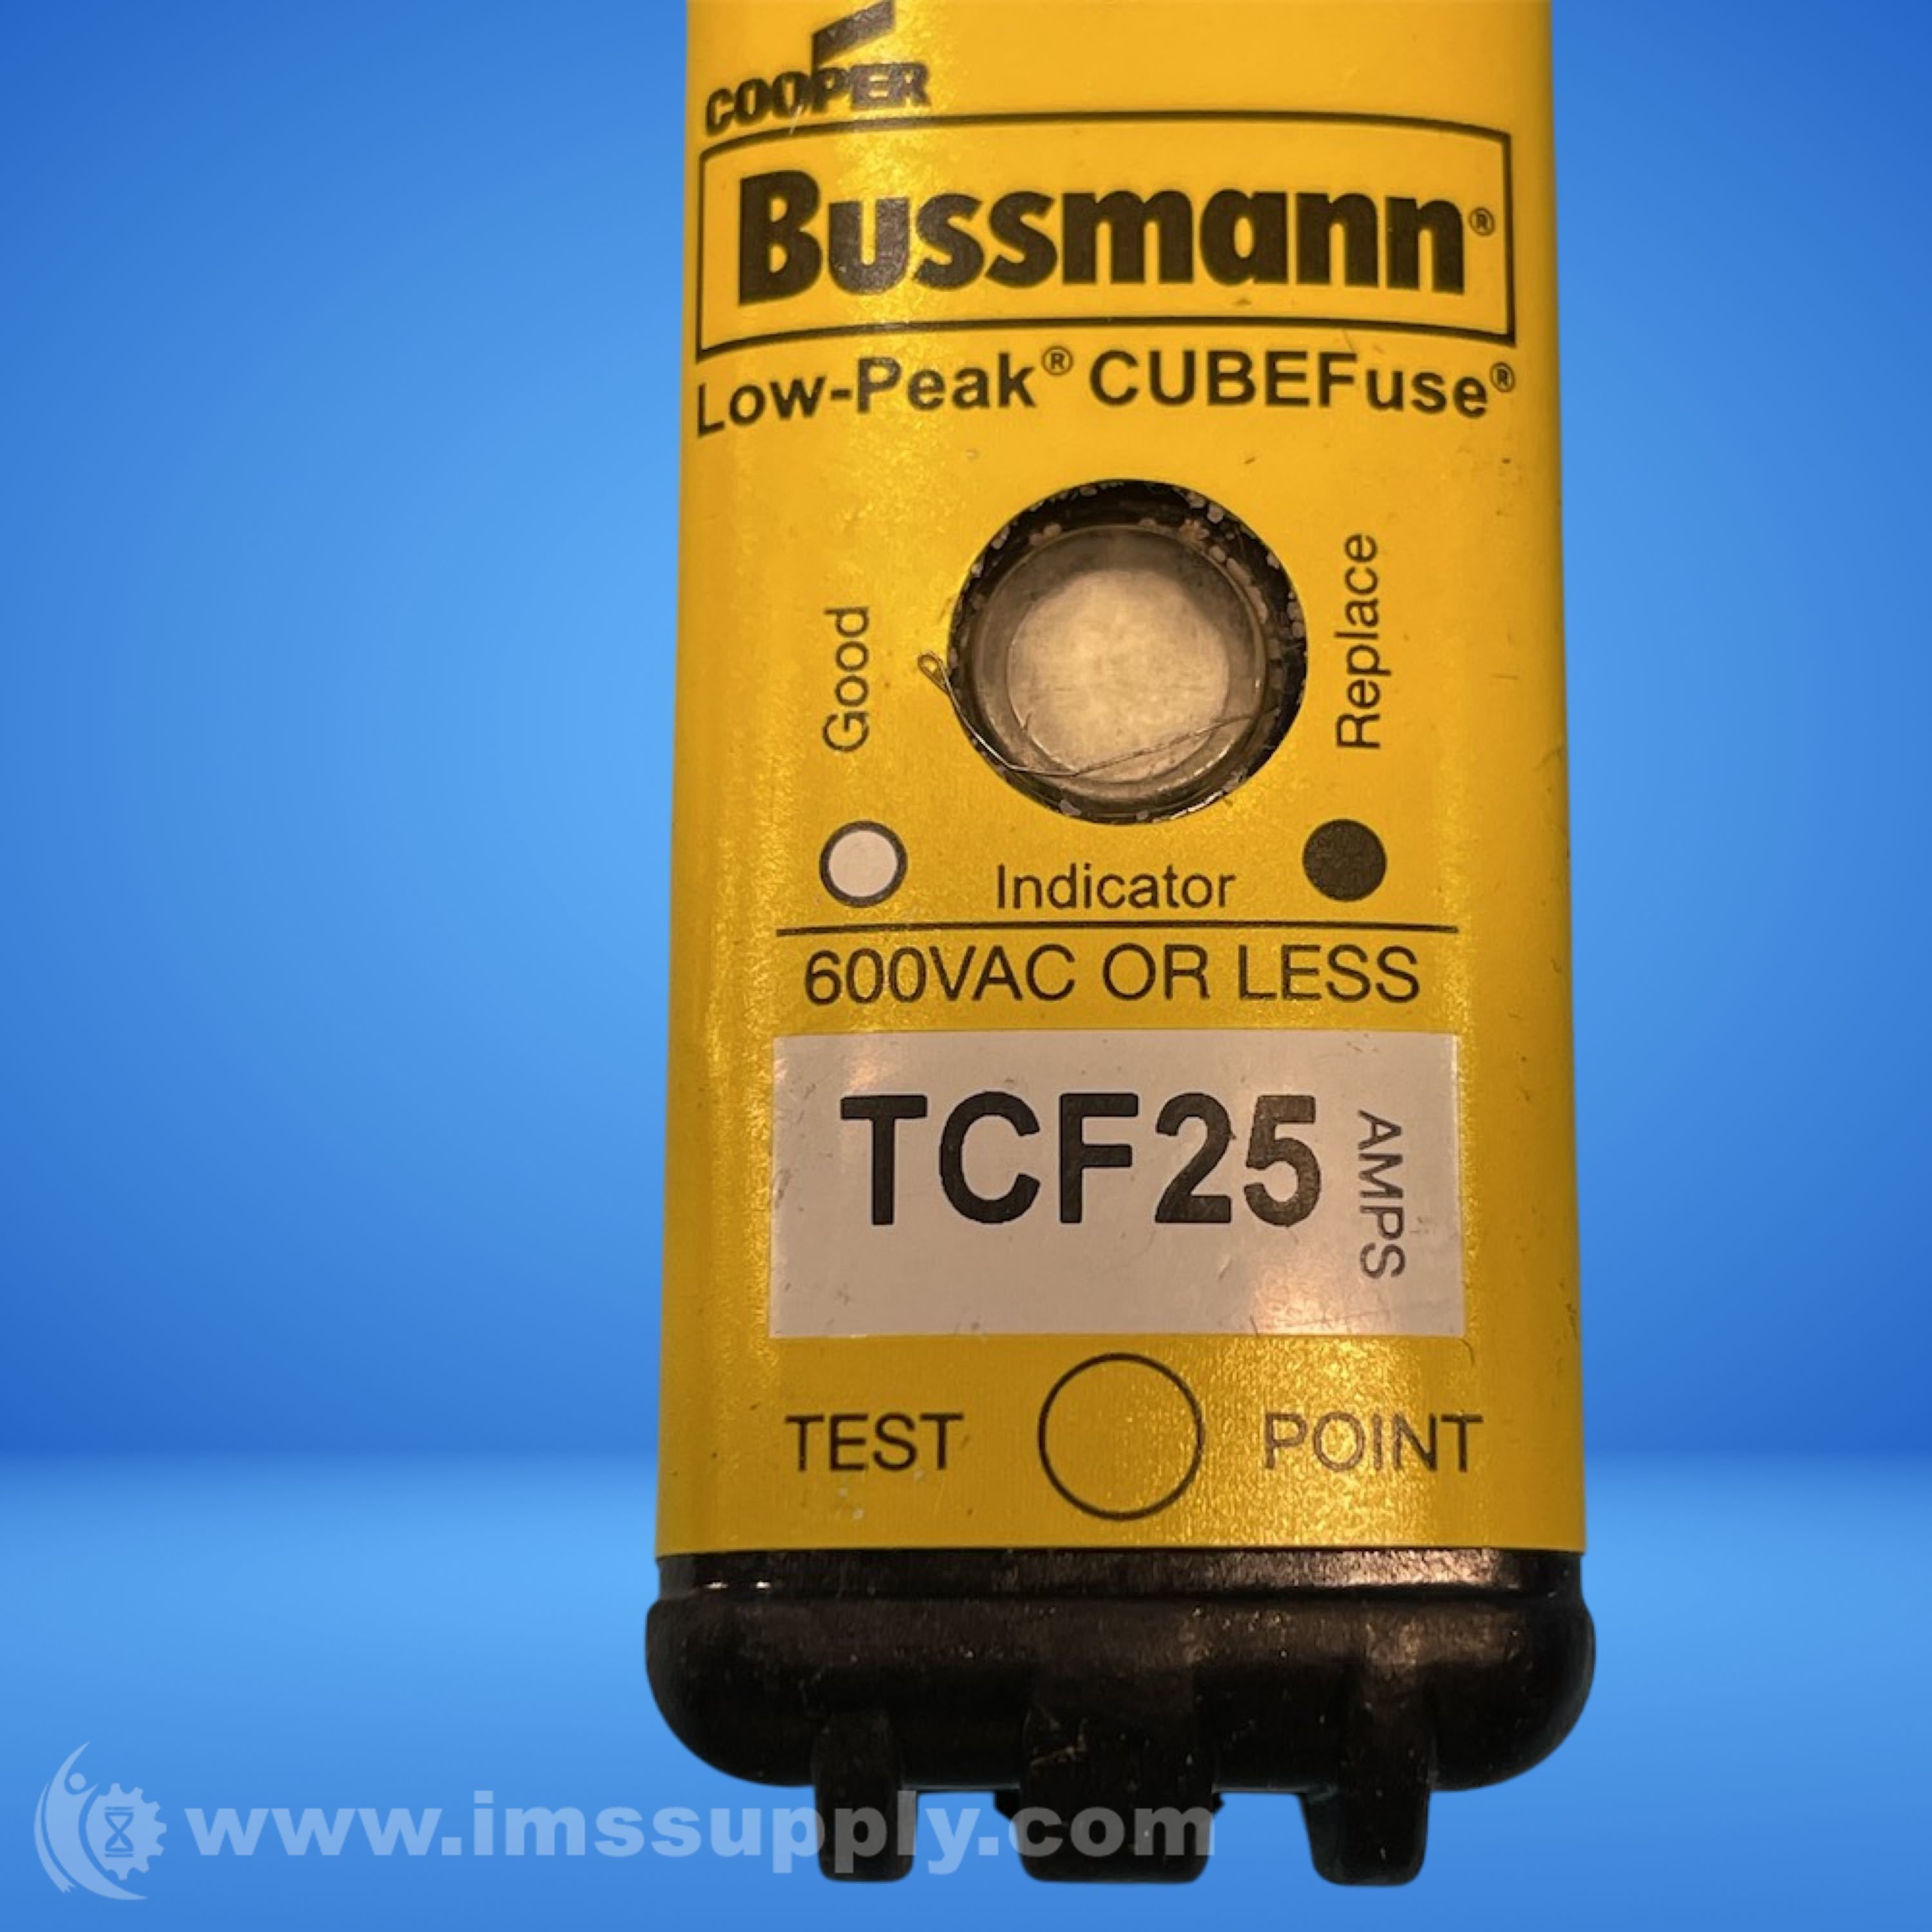 COOPER
Bussmann®
Low-Peak® CUBEFuse®
Good
Replace
Indicator
600VAC OR LESS
TCF25 AMPS
TEST POINT
www.imssupply.com